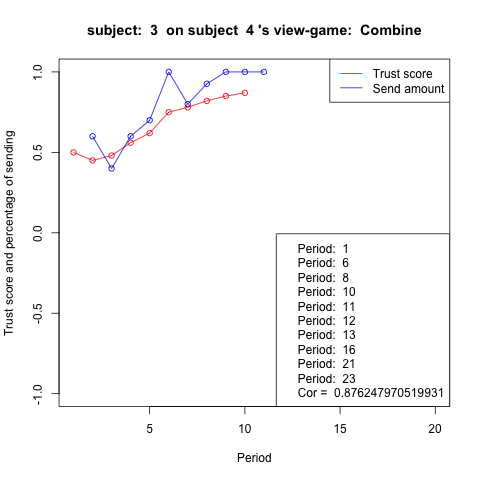 subject:  3  on subject  4 's view-game:  Combine
Trust score
Send amount
Trust score and percentage of sending
1.0
0.5
0.0
-0.5
-1.0
Period:  1
Period:  6
Period:  8
Period:  10
Period:  11
Period:  12
Period:  13
Period:  16
Period:  21
Period:  23
Cor =  0.876247970519931
5
10
15
20
Period